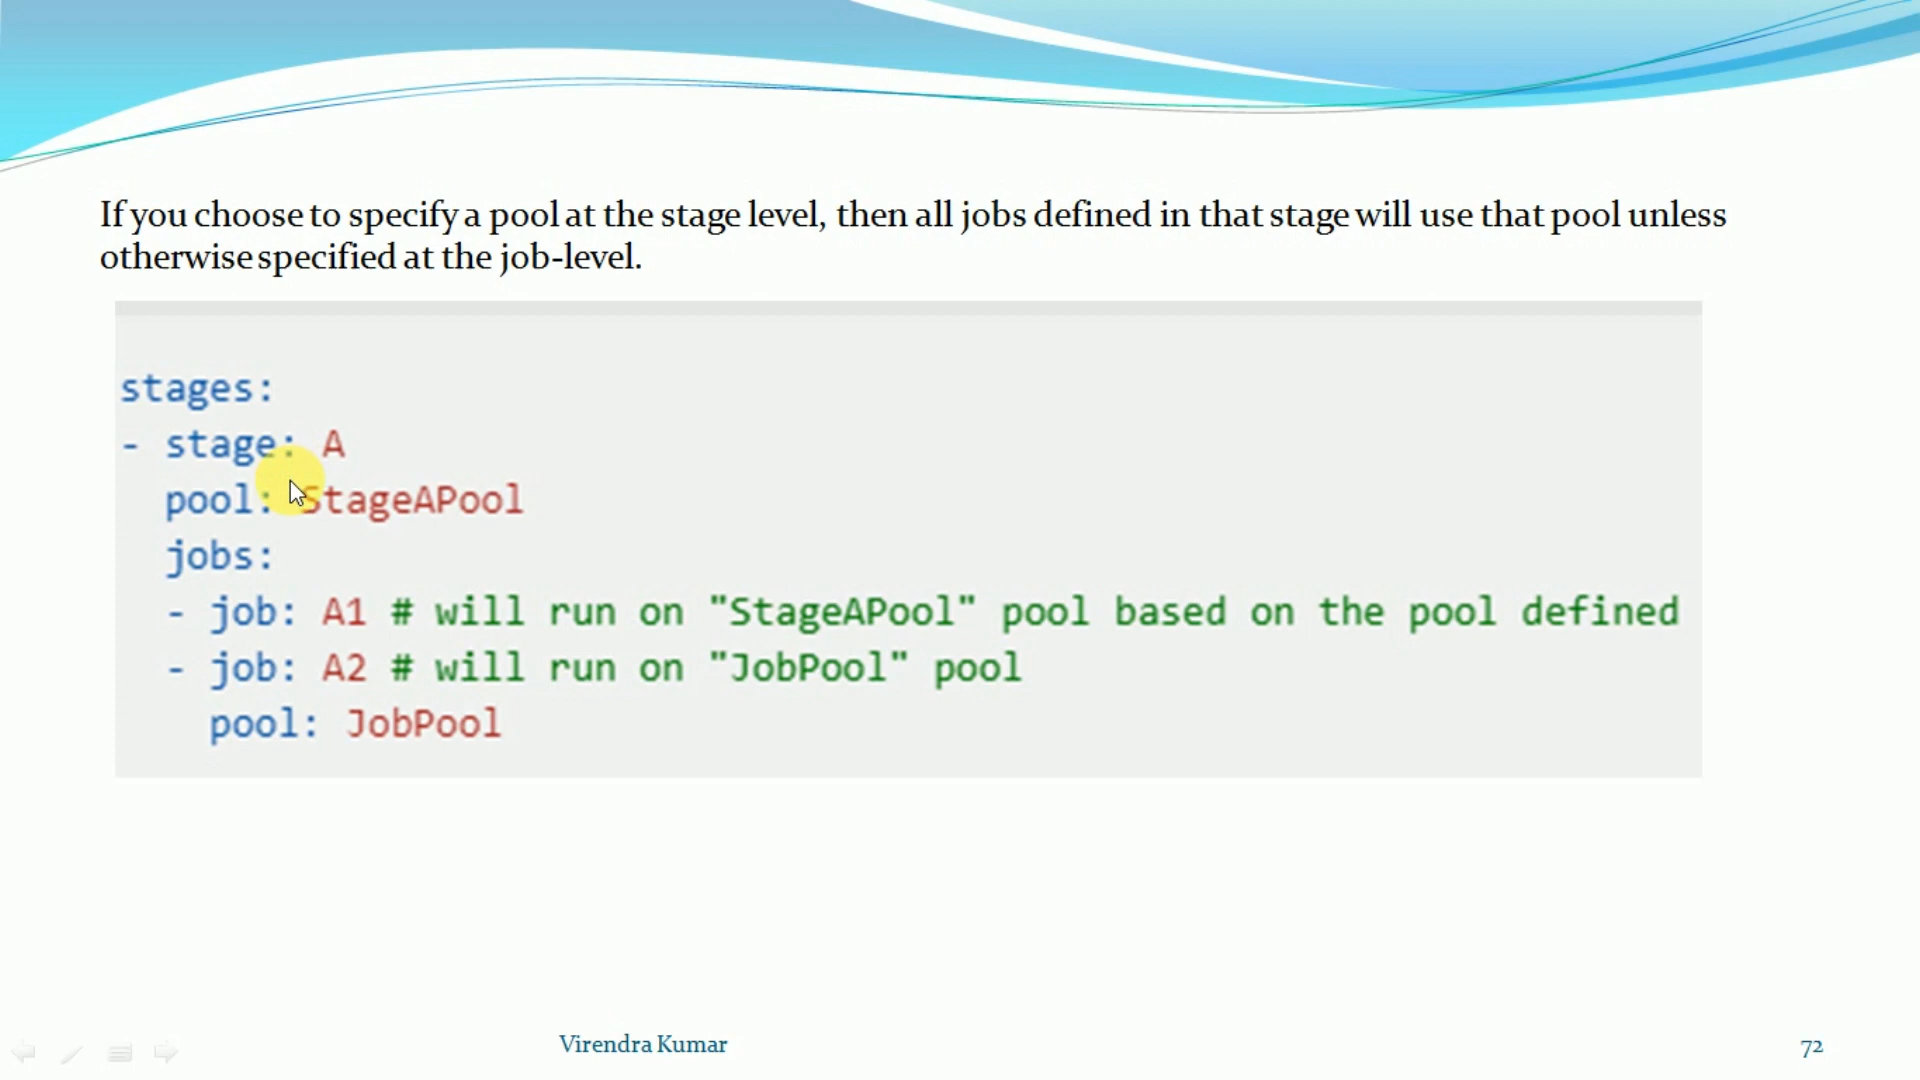 If you choose to specify a pool at the stage level, then all jobs defined in that stage will use that pool unless
otherwise specified at the job-level.
stages:
- stage: A
  pool: StageAPool
  jobs:
  - job: A1 # will run on "StageAPool" pool based on the pool defined
  - job: A2 # will run on "JobPool" pool
    pool: JobPool
Virendra Kumar
72